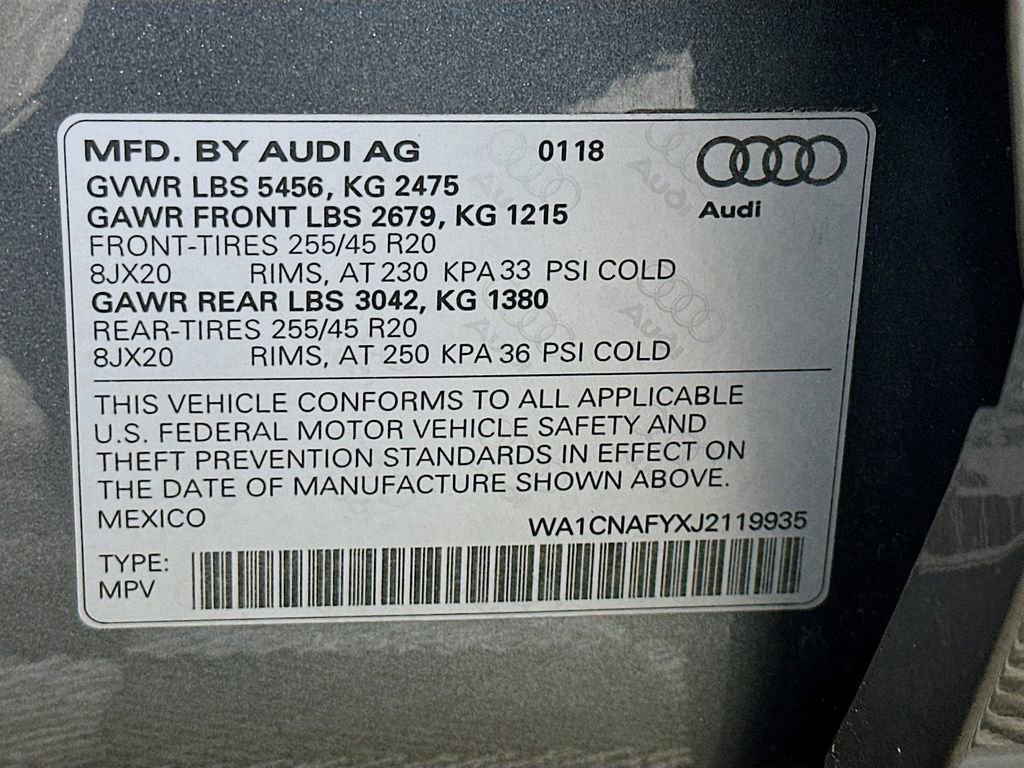 MFD. BY AUDI AG 0118
Audi
GVWR LBS 5456, KG 2475
GAWR FRONT LBS 2679, KG 1215
FRONT-TIRES 255/45 R20
8JX20 RIMS, AT 230 KPA 33 PSI COLD
GAWR REAR LBS 3042, KG 1380
REAR-TIRES 255/45 R20
8JX20 RIMS, AT 250 KPA 36 PSI COLD
THIS VEHICLE CONFORMS TO ALL APPLICABLE
U.S. FEDERAL MOTOR VEHICLE SAFETY AND
THEFT PREVENTION STANDARDS IN EFFECT ON
THE DATE OF MANUFACTURE SHOWN ABOVE.
MEXICO WA1CNAFYXJ2119935
TYPE:
MPV